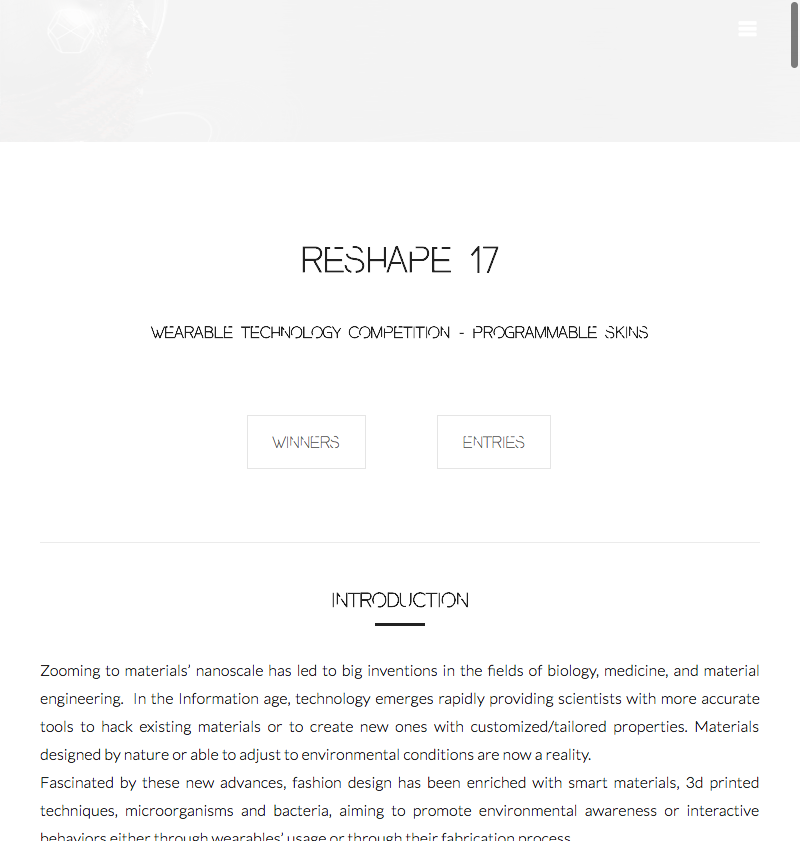 RESHAPE 17
WEARABLE TECHNOLOGY COMPETITION - PROGRAMMABLE SKINS
WINNERS
ENTRIES
INTRODUCTION
Zooming to materials’ nanoscale has led to big inventions in the fields of biology, medicine, and material
engineering. In the Information age, technology emerges rapidly providing scientists with more accurate
tools to hack existing materials or to create new ones with customized/tailored properties. Materials
designed by nature or able to adjust to environmental conditions are now a reality.
Fascinated by these new advances, fashion design has been enriched with smart materials, 3d printed
techniques, microorganisms and bacteria, aiming to promote environmental awareness or interactive
behaviors either through wearables’ usage or through their fabrication process.